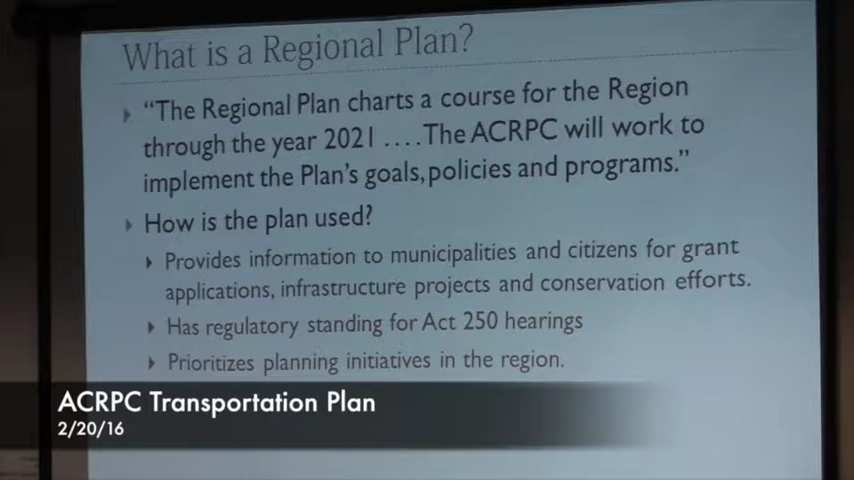 What is a Regional Plan?
“The Regional Plan charts a course for the Region
through the year 2021 ....The ACRPC will work to
implement the Plan’s goals, policies and programs.”
How is the plan used?
Provides information to municipalities and citizens for grant
applications, infrastructure projects and conservation efforts.
Has regulatory standing for Act 250 hearings
Prioritizes planning initiatives in the region.
ACRPC Transportation Plan
2/20/16